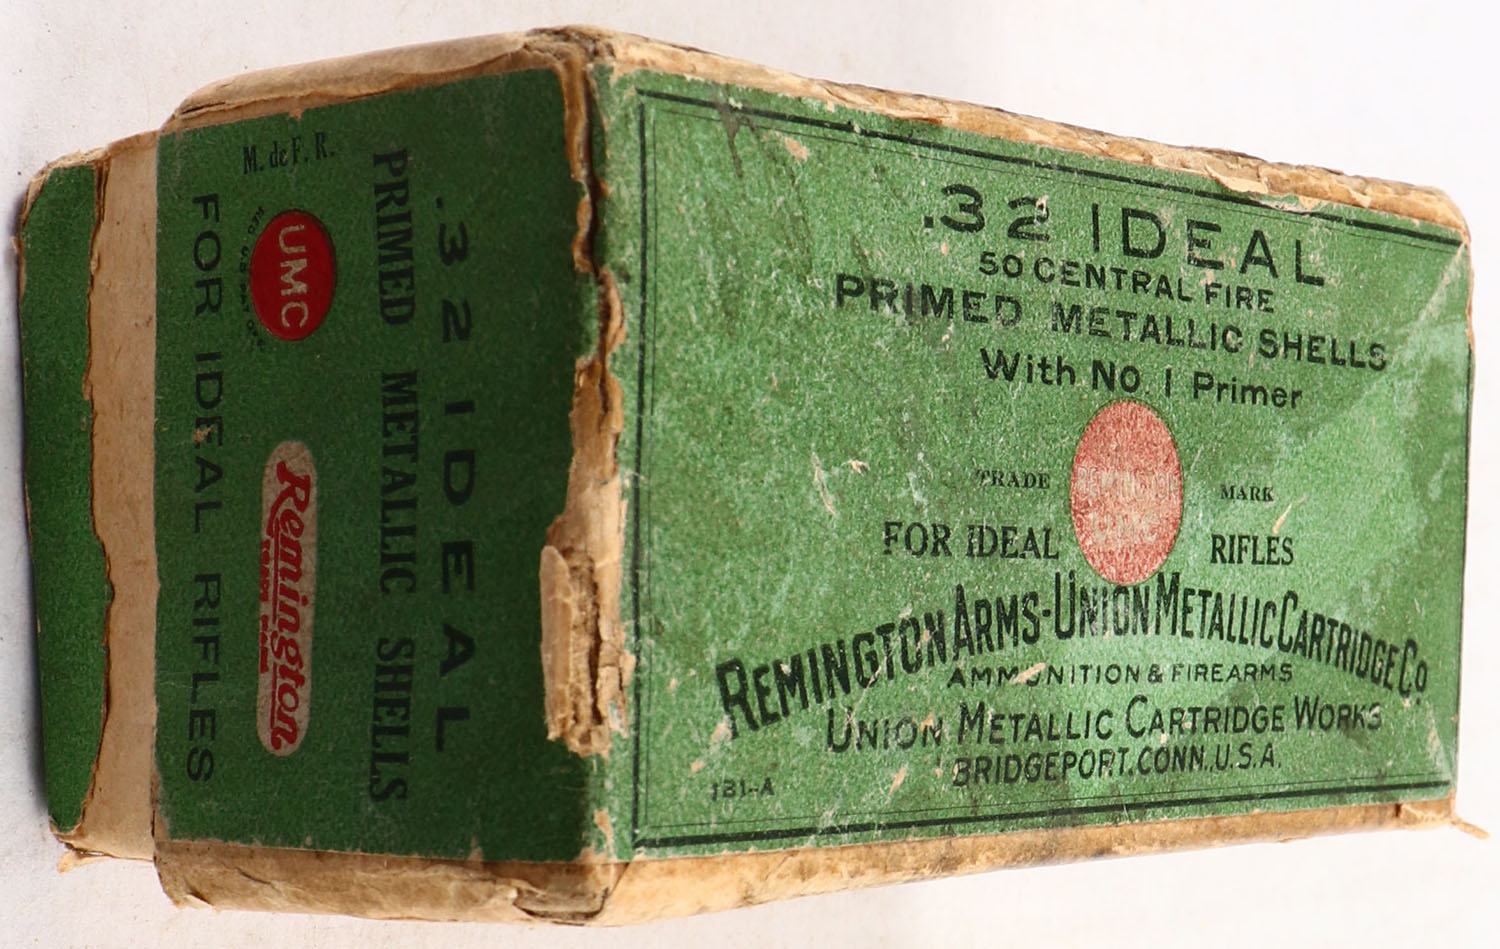 .32 IDEAL
50 CENTRAL FIRE
PRIMED METALLIC SHELLS
With No. 1 Primer
TRADE MARK
REMINGTON
FOR IDEAL RIFLES
REMINGTON ARMS-UNION METALLIC CARTRIDGE CO
AMMUNITION & FIREARMS
UNION METALLIC CARTRIDGE WORKS
BRIDGEPORT, CONN., U.S.A.
181-A
.32 IDEAL
PRIMED METALLIC SHELLS
M. de F. R.
UMC
Remington
FOR IDEAL RIFLES